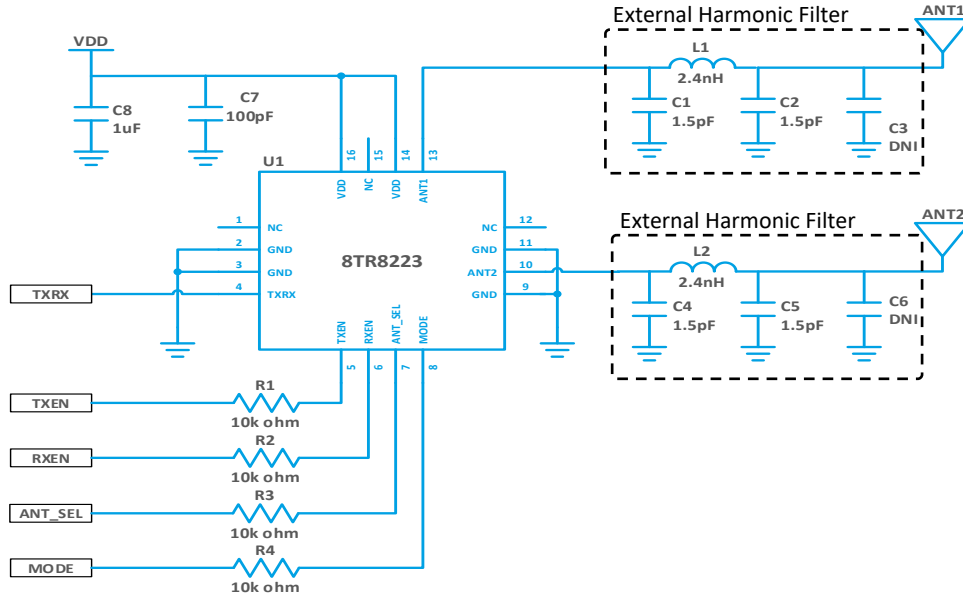 External Harmonic Filter
ANT1
VDD
L1
2.4nH
C8
1uF
C7
100pF
C1
1.5pF
C2
1.5pF
C3
DNI
U1
16
15
14
13
VDD
NC
VDD
ANT1
External Harmonic Filter
ANT2
1
NC
2
GND
3
GND
4
TXRX
8TR8223
NC
12
GND
11
ANT2
10
GND
9
L2
2.4nH
C4
1.5pF
C5
1.5pF
C6
DNI
TXRX
TXEN
RXEN
ANT_SEL
MODE
5
6
7
8
TXEN
R1
10k ohm
RXEN
R2
10k ohm
ANT_SEL
R3
10k ohm
MODE
R4
10k ohm